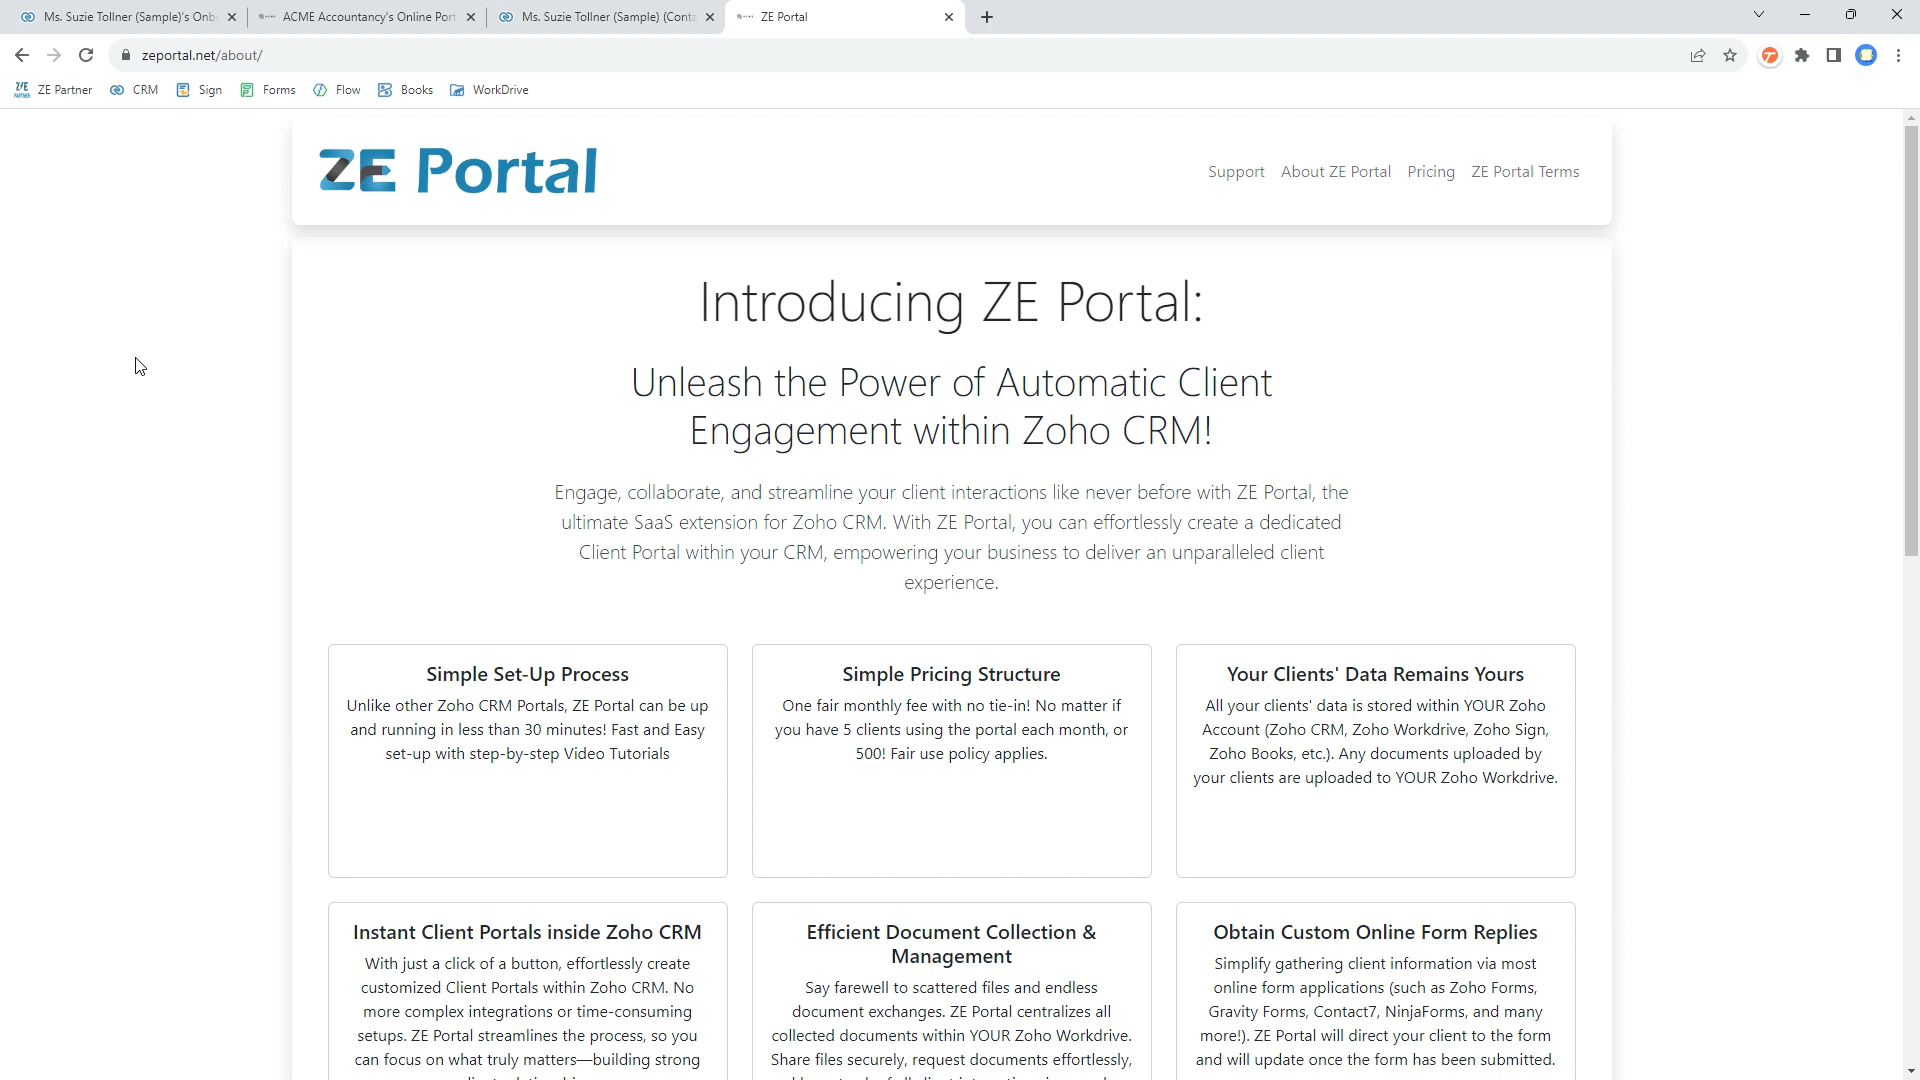 Ms. Suzie Tollner (Sample)'s Onb
ACME Accountancy's Online Port
Ms. Suzie Tollner (Sample) (Conta
ZE Portal
zeportal.net/about/
ZE Partner
CRM
Sign
Forms
Flow
Books
WorkDrive
ZE Portal
Support
About ZE Portal
Pricing
ZE Portal Terms
Introducing ZE Portal:
Unleash the Power of Automatic Client
Engagement within Zoho CRM!
Engage, collaborate, and streamline your client interactions like never before with ZE Portal, the
ultimate SaaS extension for Zoho CRM. With ZE Portal, you can effortlessly create a dedicated
Client Portal within your CRM, empowering your business to deliver an unparalleled client
experience.
Simple Set-Up Process
Unlike other Zoho CRM Portals, ZE Portal can be up
and running in less than 30 minutes! Fast and Easy
set-up with step-by-step Video Tutorials
Simple Pricing Structure
One fair monthly fee with no tie-in! No matter if
you have 5 clients using the portal each month, or
500! Fair use policy applies.
Your Clients' Data Remains Yours
All your clients' data is stored within YOUR Zoho
Account (Zoho CRM, Zoho Workdrive, Zoho Sign,
Zoho Books, etc.). Any documents uploaded by
your clients are uploaded to YOUR Zoho Workdrive.
Instant Client Portals inside Zoho CRM
With just a click of a button, effortlessly create
customized Client Portals within Zoho CRM. No
more complex integrations or time-consuming
setups. ZE Portal streamlines the process, so you
can focus on what truly matters—building strong
Efficient Document Collection &
Management
Say farewell to scattered files and endless
document exchanges. ZE Portal centralizes all
collected documents within YOUR Zoho Workdrive.
Share files securely, request documents effortlessly,
Obtain Custom Online Form Replies
Simplify gathering client information via most
online form applications (such as Zoho Forms,
Gravity Forms, Contact7, NinjaForms, and many
more!). ZE Portal will direct your client to the form
and will update once the form has been submitted.